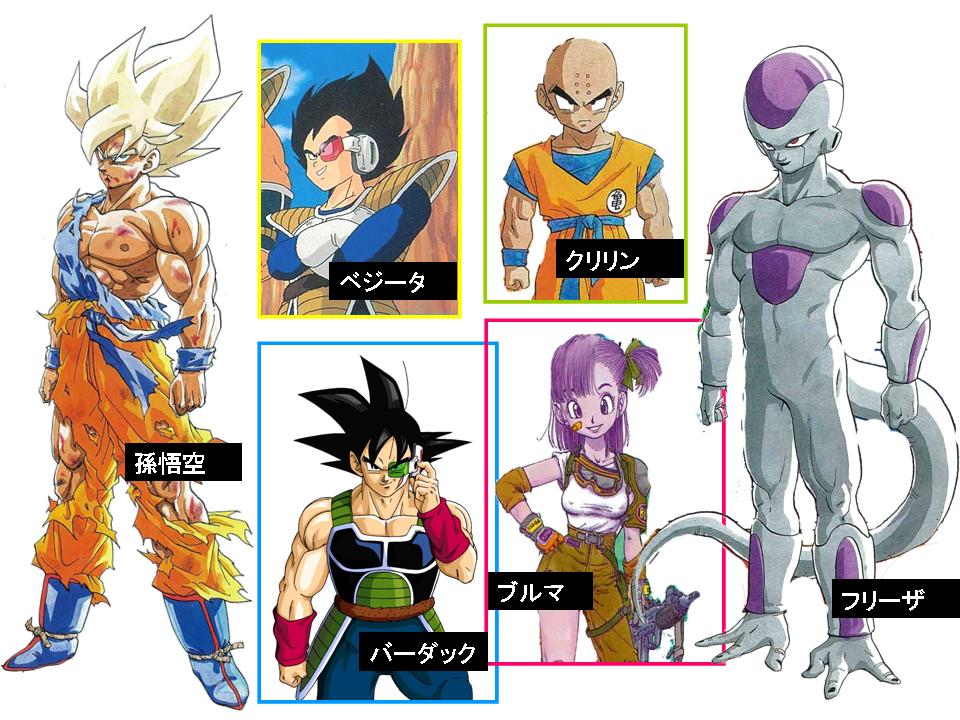 ベジータ
クリリン
亀
孫悟空
ブルマ
フリーザ
バーダック